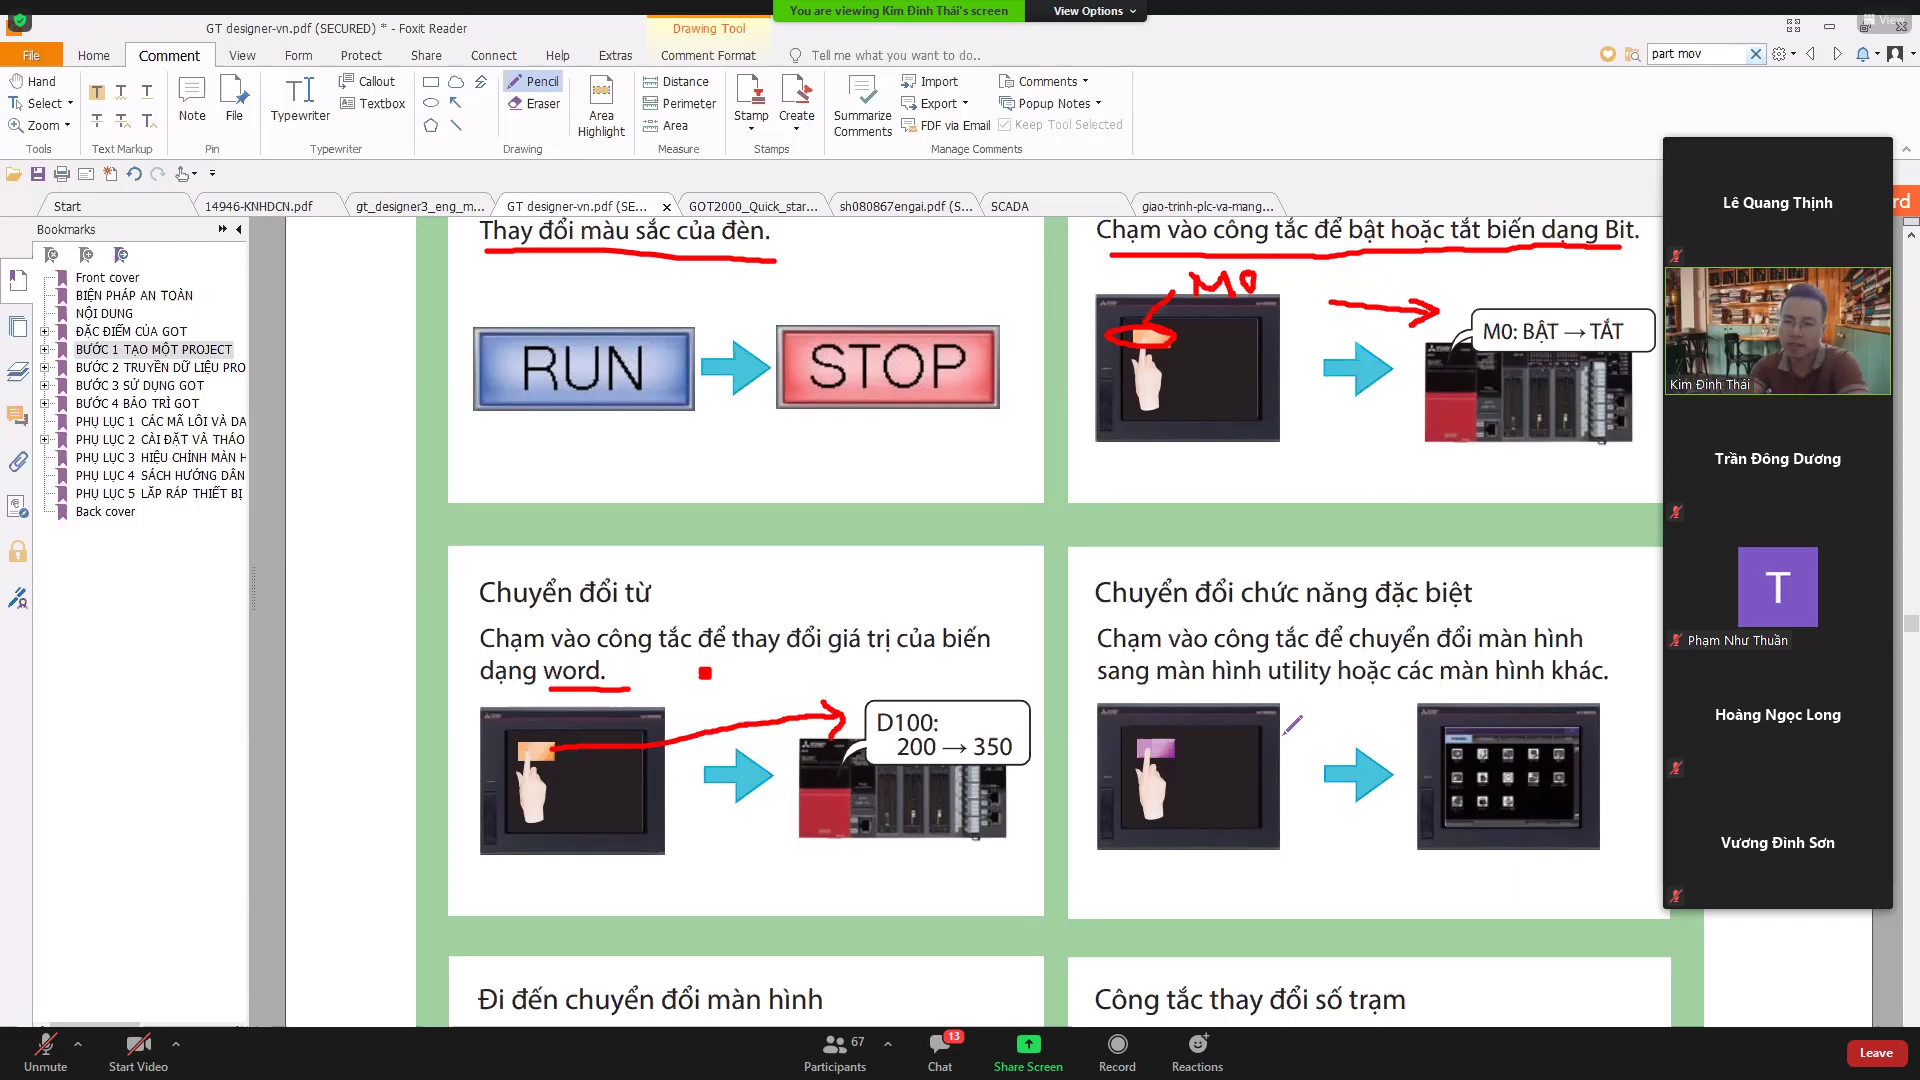 You are viewing Kim Đinh Thái's screen
View Options
View
GT designer-vn.pdf (SECURED) * - Foxit Reader
Drawing Tool
File
Home
Comment
View
Form
Protect
Share
Connect
Help
Extras
Comment Format
Tell me what you want to do..
part mov
Hand
Select
Zoom
Tools
Text Markup
Note
File
Pin
Typewriter
Callout
Textbox
Typewriter
Pencil
Eraser
Drawing
Area
Highlight
Distance
Perimeter
Area
Measure
Stamp
Create
Stamps
Summarize
Comments
Import
Export
FDF via Email
Comments
Popup Notes
Keep Tool Selected
Manage Comments
Start
14946-KNHDCN.pdf
gt_designer3_eng_m...
GT designer-vn.pdf (SE...
GOT2000_Quick_star...
sh080867engai.pdf (S...
SCADA
giao-trinh-plc-va-mang...
rd
Bookmarks
Front cover
BIỆN PHÁP AN TOÀN
NỘI DUNG
ĐẶC ĐIỂM CỦA GOT
BƯỚC 1 TẠO MỘT PROJECT
BƯỚC 2 TRUYỀN DỮ LIỆU PRO
BƯỚC 3 SỬ DỤNG GOT
BƯỚC 4 BẢO TRÌ GOT
PHỤ LỤC 1 CÁC MÃ LỖI VÀ DA
PHỤ LỤC 2 CÀI ĐẶT VÀ THÁO
PHỤ LỤC 3 HIỆU CHỈNH MÀN H
PHỤ LỤC 4 SÁCH HƯỚNG DẪN
PHỤ LỤC 5 LẮP RÁP THIẾT BỊ
Back cover
Thay đổi màu sắc của đèn.
RUN
STOP
Chạm vào công tắc để bật hoặc tắt biến dạng Bit.
M0
M0: BẬT → TẮT
Chuyển đổi từ
Chạm vào công tắc để thay đổi giá trị của biến
dạng word.
D100:
200 → 350
Chuyển đổi chức năng đặc biệt
Chạm vào công tắc để chuyển đổi màn hình
sang màn hình utility hoặc các màn hình khác.
Đi đến chuyển đổi màn hình
Công tắc thay đổi số trạm
Lê Quang Thịnh
Kim Đinh Thái
Trần Đông Dương
T
Phạm Như Thuần
Hoàng Ngọc Long
Vương Đình Sơn
Unmute
Start Video
67
Participants
13
Chat
Share Screen
Record
Reactions
Leave